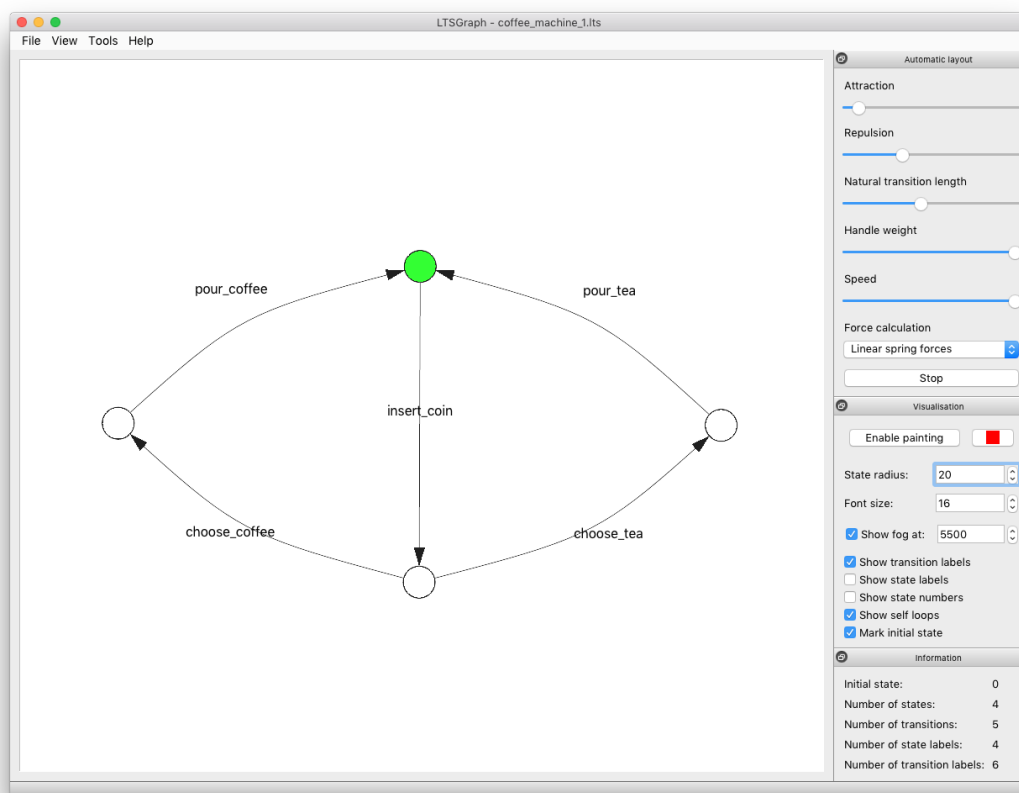 LTSGraph - coffee_machine_1.lts
File View Tools Help
pour_coffee
pour_tea
insert_coin
choose_coffee
choose_tea
Automatic layout
Attraction
Repulsion
Natural transition length
Handle weight
Speed
Force calculation
Linear spring forces
Stop
Visualisation
Enable painting
State radius: 20
Font size: 16
Show fog at: 5500
Show transition labels
Show state labels
Show state numbers
Show self loops
Mark initial state
Information
Initial state: 0
Number of states: 4
Number of transitions: 5
Number of state labels: 4
Number of transition labels: 6